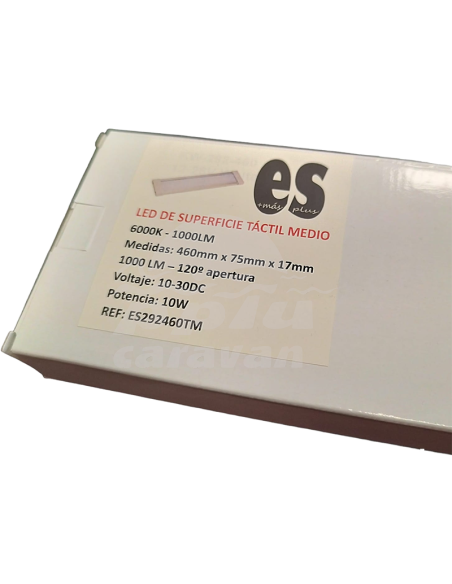 es
+más plus
LED DE SUPERFICIE TÁCTIL MEDIO
6000K - 1000LM
Medidas: 460mm x 75mm x 17mm
1000 LM – 120º apertura
Voltaje: 10-30DC
Potencia: 10W
REF: ES292460TM
caravan